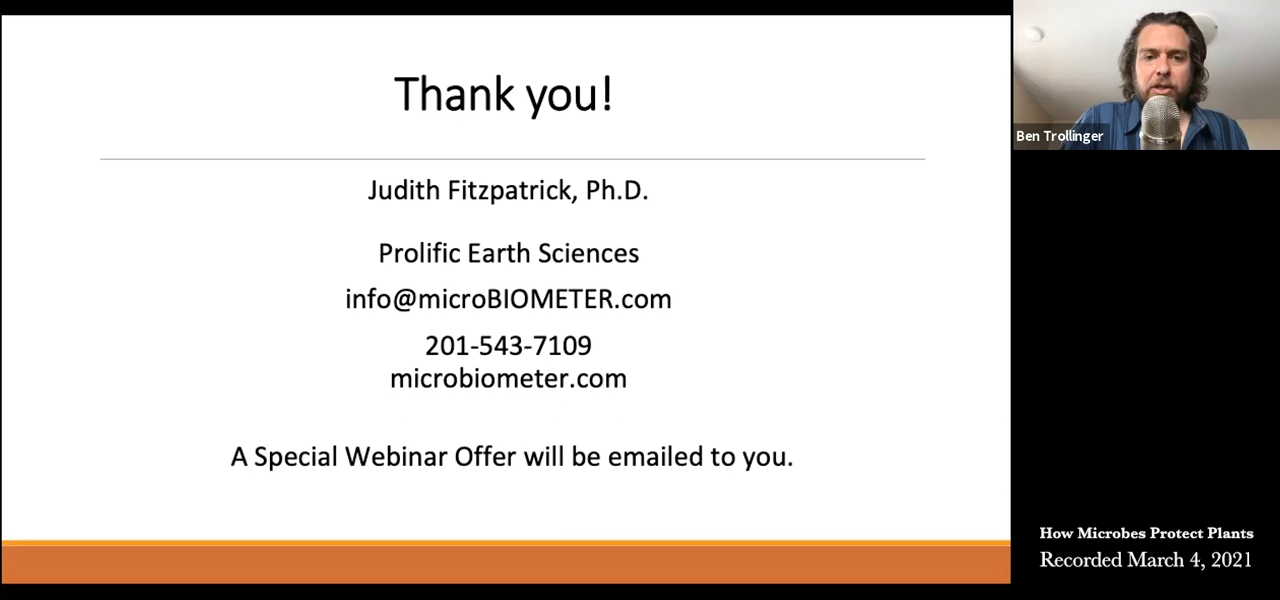 Thank you!
Judith Fitzpatrick, Ph.D.
Prolific Earth Sciences
info@microBIOMETER.com
201-543-7109
microbiometer.com
A Special Webinar Offer will be emailed to you.
Ben Trollinger
How Microbes Protect Plants
Recorded March 4, 2021